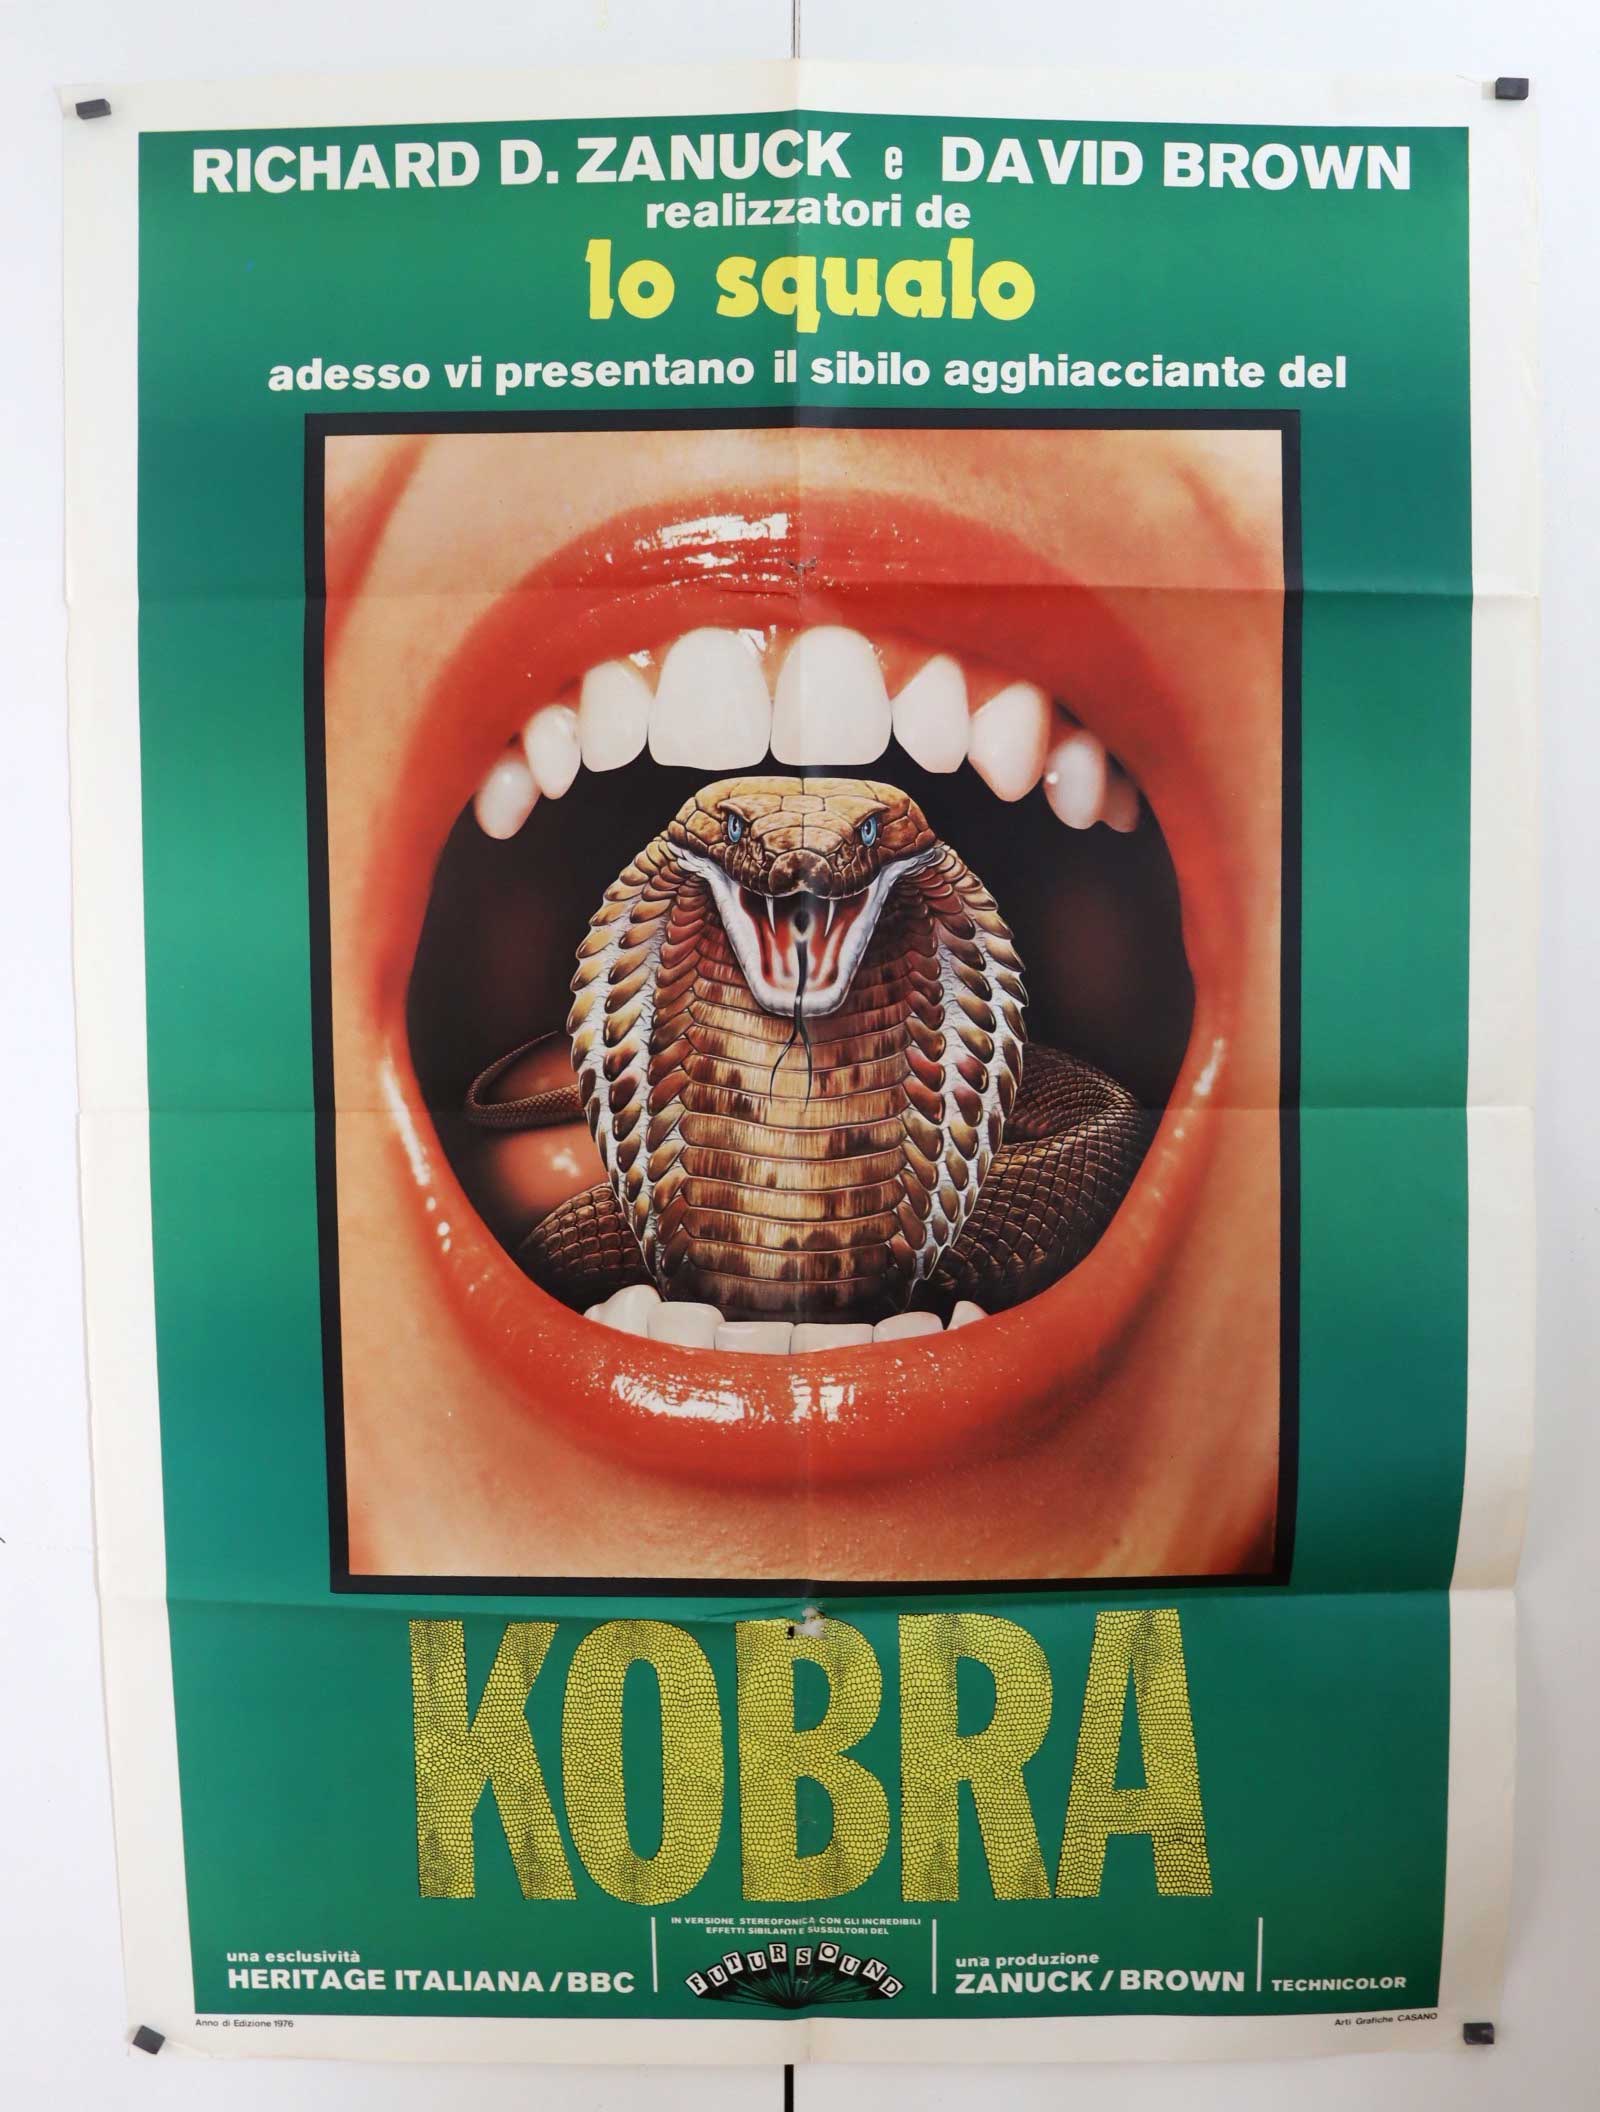 RICHARD D. ZANUCK e DAVID BROWN
realizzatori de
lo squalo
adesso vi presentano il sibilo agghiacciante del
KOBRA
una esclusività
HERITAGE ITALIANA / BBC
IN VERSIONE STEREOFONICA CON GLI INCREDIBILI
EFFETTI SIBILANTI E SUSSULTORI DEL
FUTURSOUND
una produzione
ZANUCK / BROWN
TECHNICOLOR
Anno di Edizione 1976
Arti Grafiche CASANO